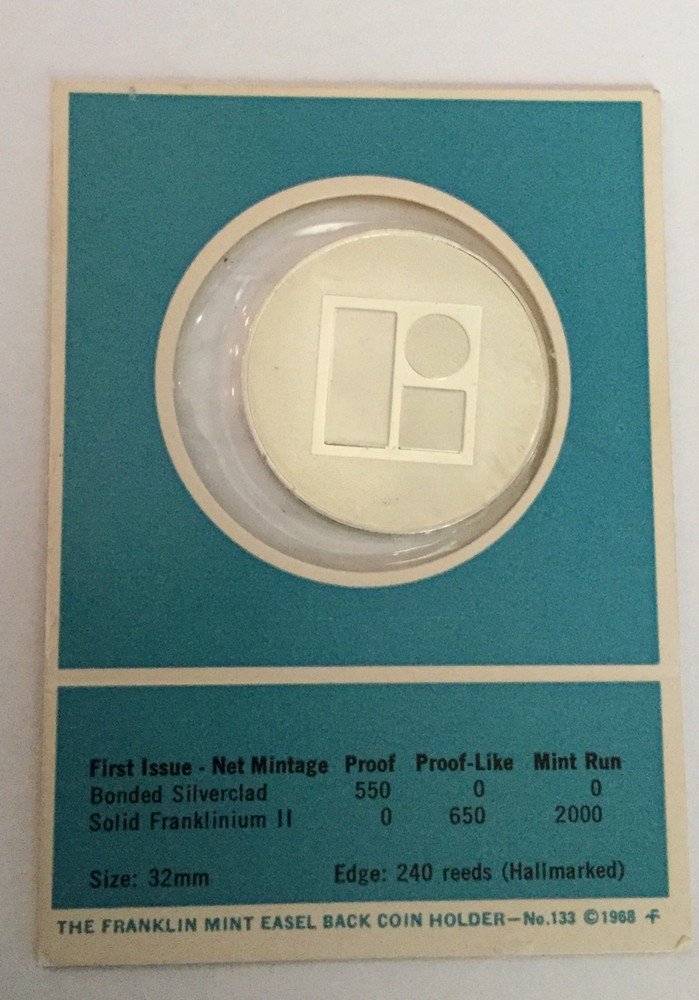 First Issue - Net Mintage Proof Proof-Like Mint Run
Bonded Silverclad 550 0 0
Solid Franklinium II 0 650 2000
Size: 32mm Edge: 240 reeds (Hallmarked)
THE FRANKLIN MINT EASEL BACK COIN HOLDER—No.133 ©1968